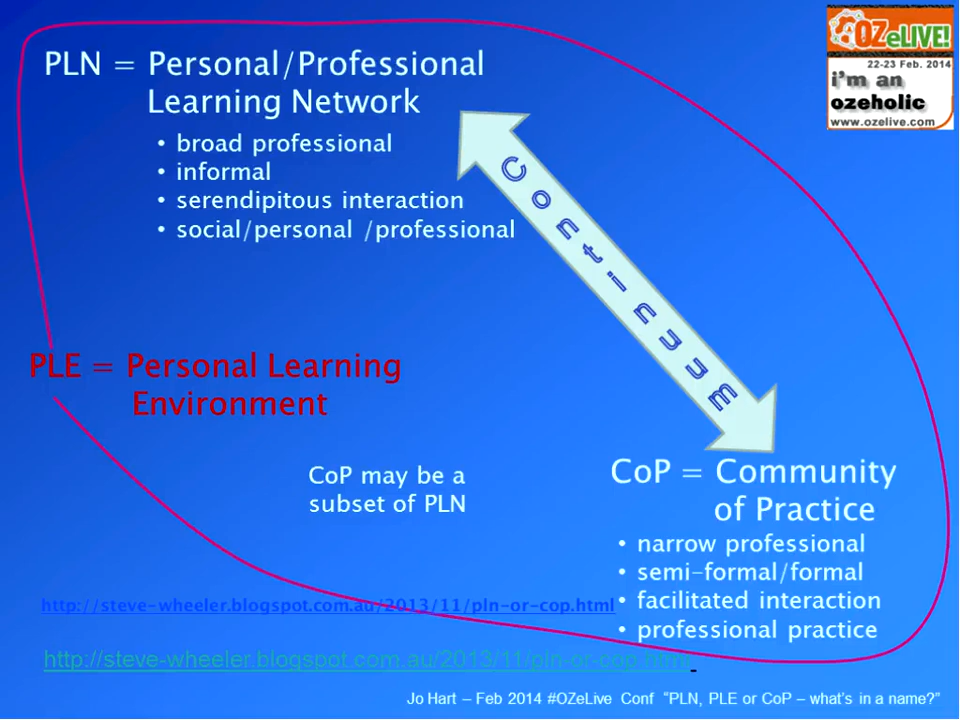 PLN = Personal/Professional
Learning Network
• broad professional
• informal
• serendipitous interaction
• social/personal /professional
OZeLIVE!
22-23 Feb. 2014
i'm an
ozeholic
www.ozelive.com
Continuum
PLE = Personal Learning
Environment
CoP may be a
subset of PLN
CoP = Community
of Practice
• narrow professional
• semi-formal/formal
• facilitated interaction
• professional practice
http://steve-wheeler.blogspot.com.au/2013/11/pln-or-cop.html
http://steve-wheeler.blogspot.com.au/2013/11/pln-or-cop.html
Jo Hart – Feb 2014 #OZeLive Conf “PLN, PLE or CoP – what’s in a name?”